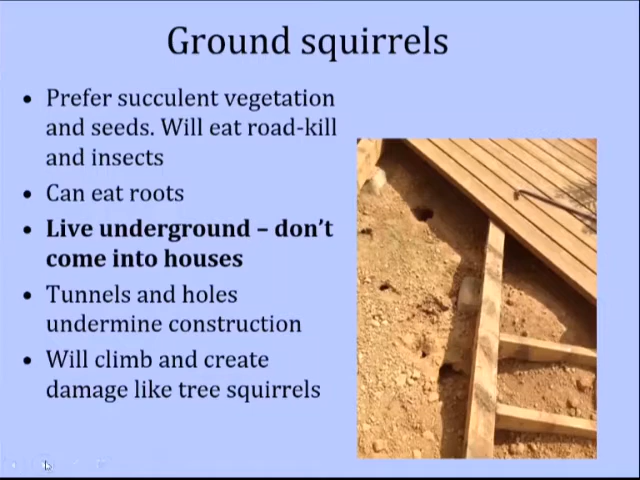 Ground squirrels
• Prefer succulent vegetation
and seeds. Will eat road-kill
and insects
• Can eat roots
• Live underground – don't
come into houses
• Tunnels and holes
undermine construction
• Will climb and create
damage like tree squirrels